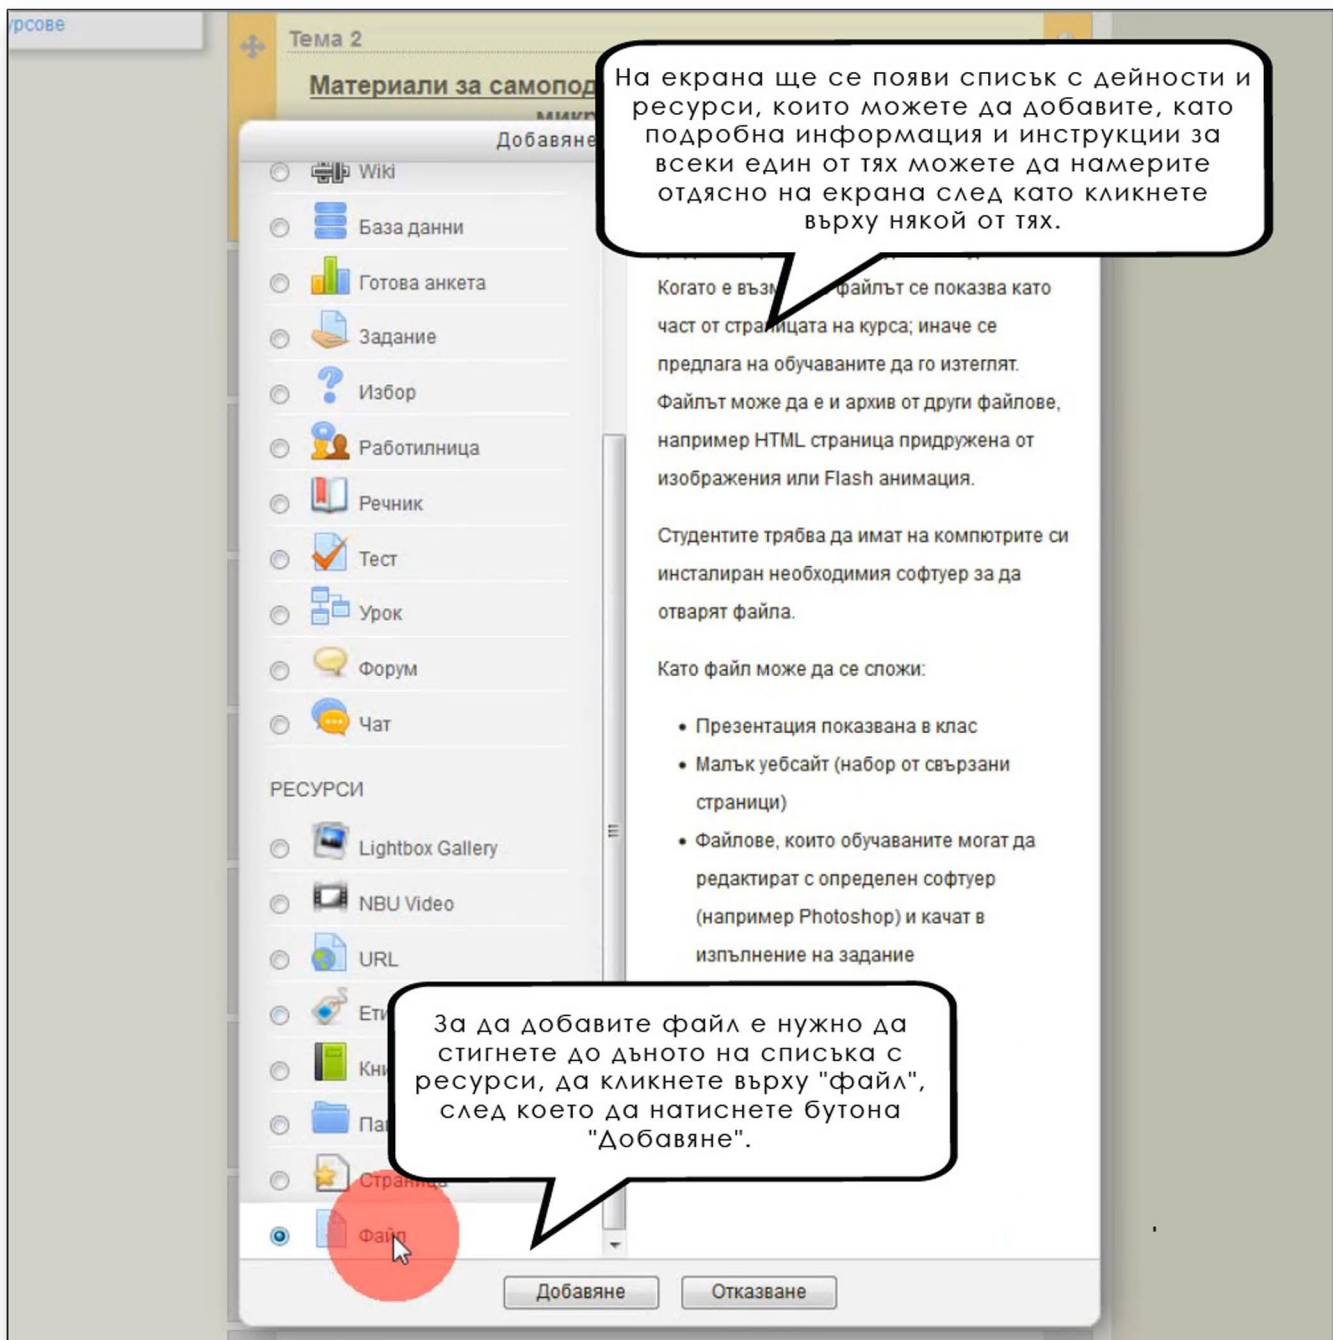 Тема 2
Материали за самопод
Добавяне
На екрана ще се появи списък с дейности и
ресурси, които можете да добавите, като
подробна информация и инструкции за
всеки един от тях можете да намерите
отдясно на екрана след като кликнете
върху някой от тях.
Wiki
База данни
Готова анкета
Задание
Избор
Работилница
Речник
Тест
Урок
Форум
Чат
РЕСУРСИ
Lightbox Gallery
NBU Video
URL
Страница
Файл
Когато е файлът се показва като
част от страницата на курса; иначе се
предлага на обучаваните да го изтеглят.
Файлът може да е и архив от други файлове,
например HTML страница придружена от
изображения или Flash анимация.
Студентите трябва да имат на компютрите си
инсталиран необходимия софтуер за да
отварят файла.
Като файл може да се сложи:
• Презентация показвана в клас
• Малък уебсайт (набор от свързани
страници)
• Файлове, които обучаваните могат да
редактират с определен софтуер
(например Photoshop) и качат в
изпълнение на задание
За да добавите файл е нужно да
стигнете до дъното на списъка с
ресурси, да кликнете върху "файл",
след което да натиснете бутона
"Добавяне".
Добавяне
Отказване